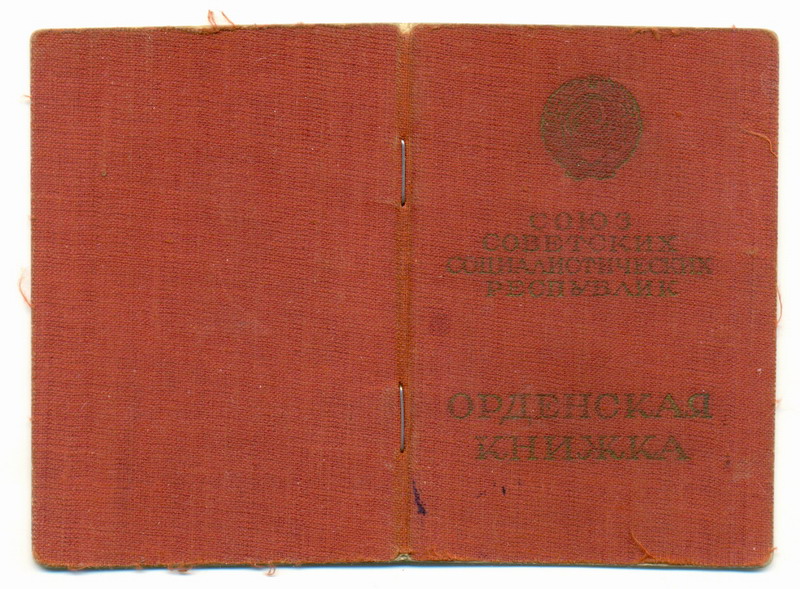 СОЮЗ
СОВЕТСКИХ
СОЦИАЛИСТИЧЕСКИХ
РЕСПУБЛИК
ОРДЕНСКАЯ
КНИЖКА